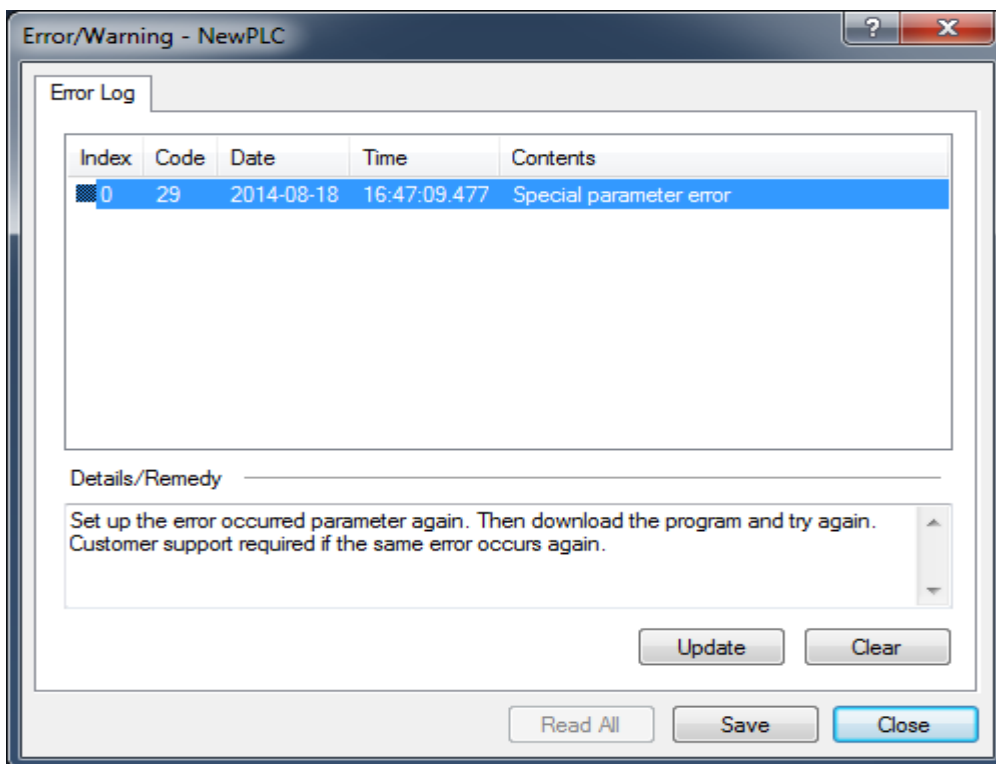 Error/Warning - NewPLC
Error Log
Index Code Date Time Contents
0 29 2014-08-18 16:47:09.477 Special parameter error
Details/Remedy
Set up the error occurred parameter again. Then download the program and try again.
Customer support required if the same error occurs again.
Update Clear
Read All Save Close